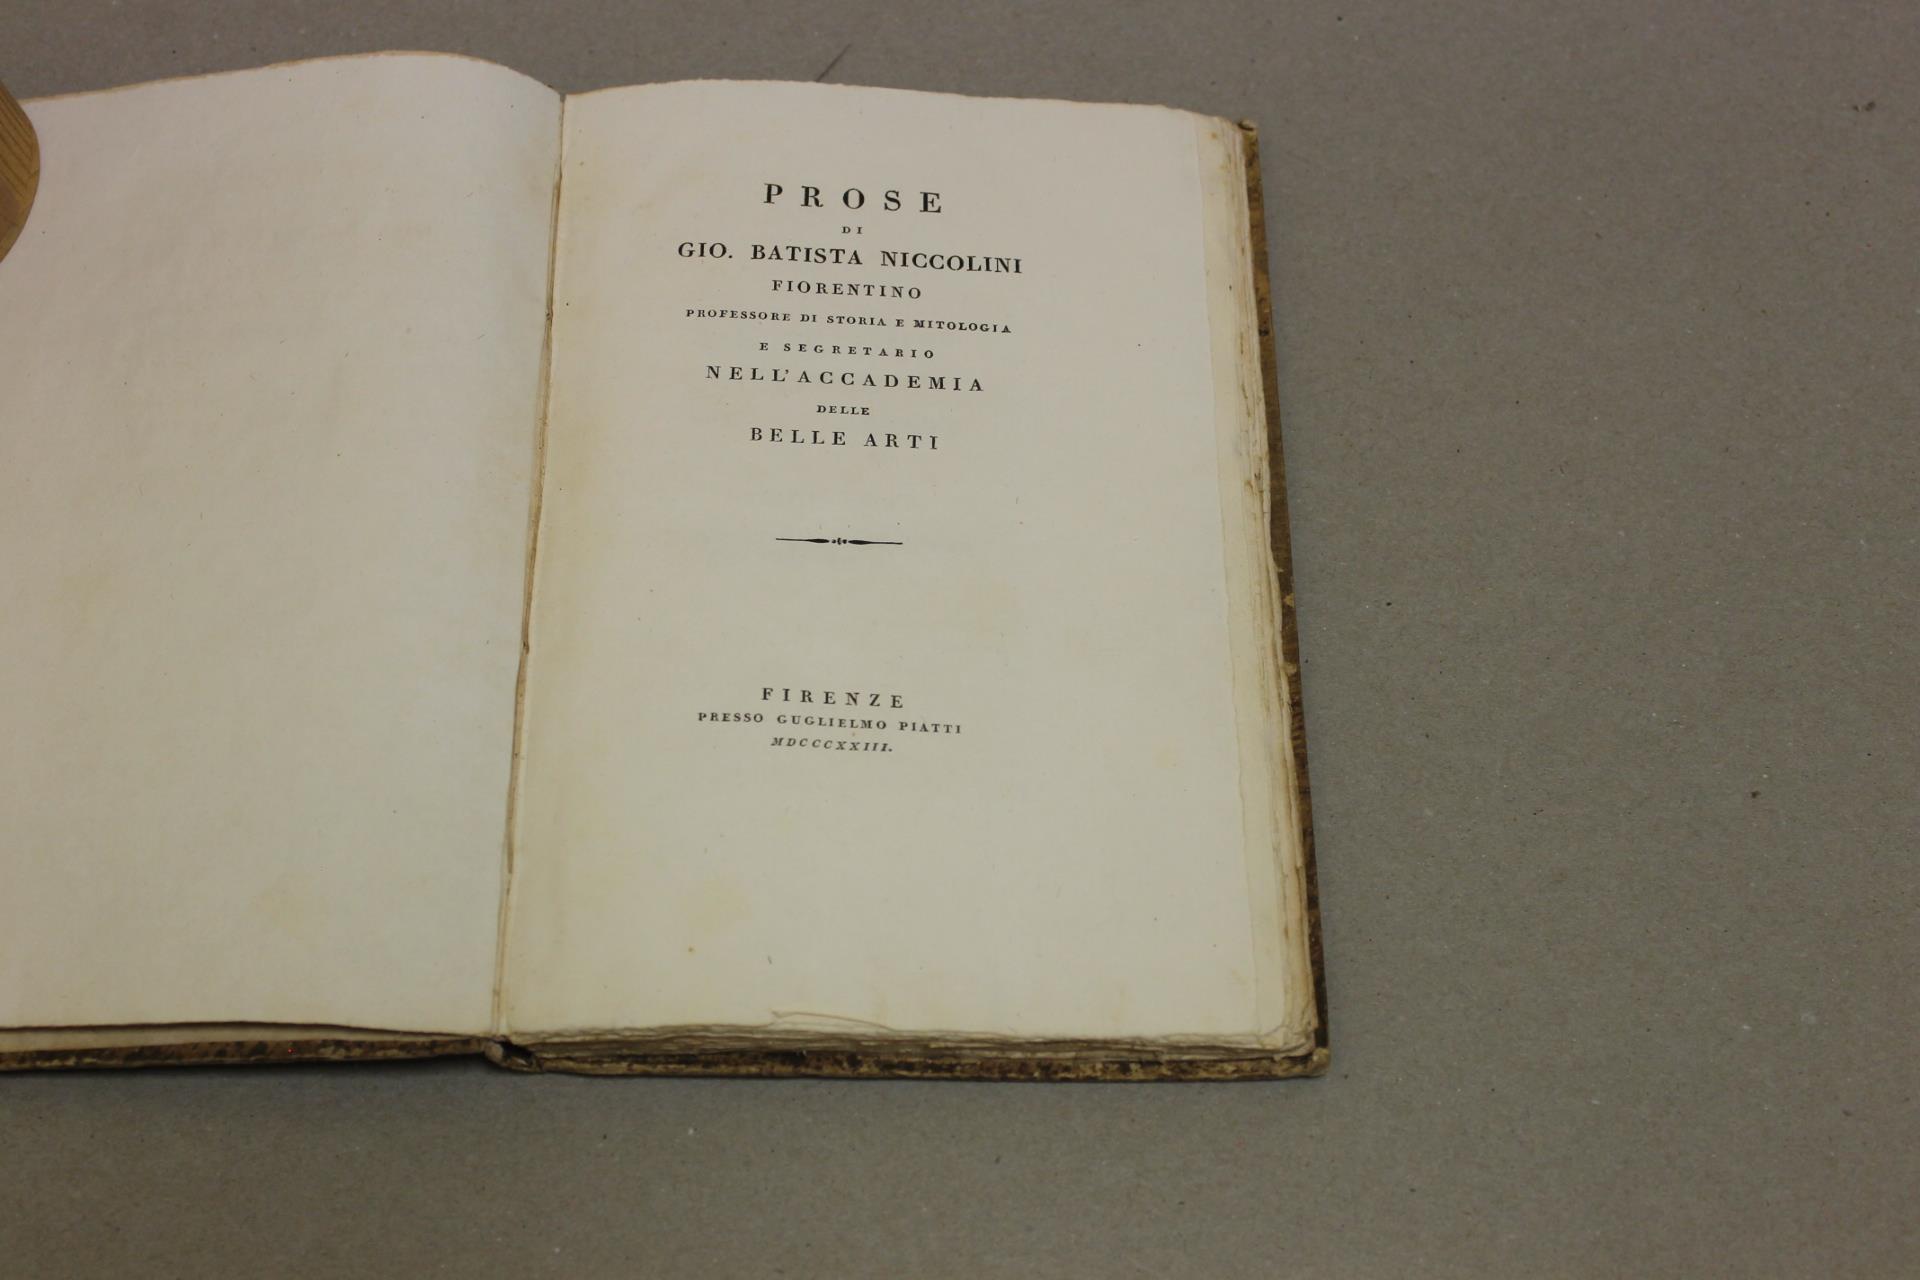 PROSE
DI
GIO. BATISTA NICCOLINI
FIORENTINO
PROFESSORE DI STORIA E MITOLOGIA
E SEGRETARIO
NELL'ACCADEMIA
DELLE
BELLE ARTI
FIRENZE
PRESSO GUGLIELMO PIATTI
MDCCCXXIII.